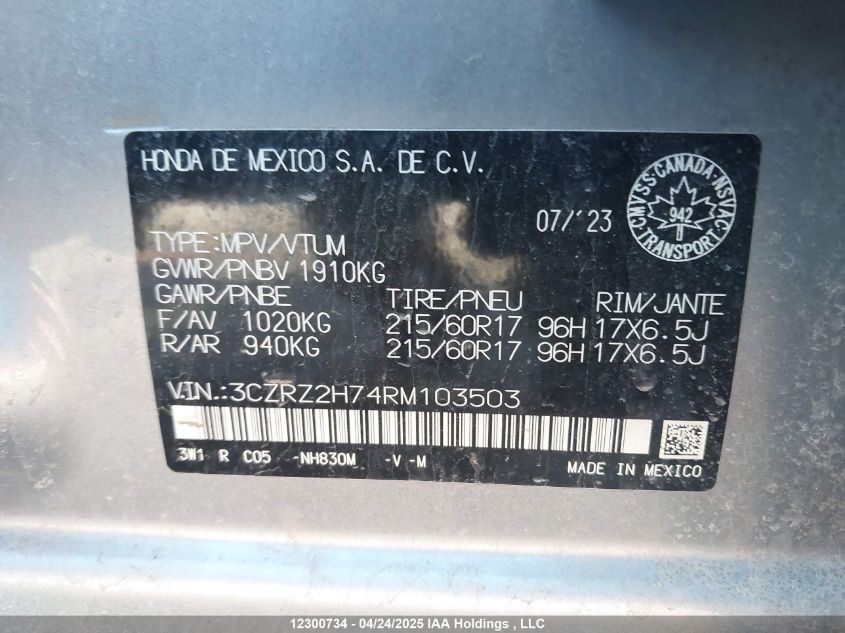 HONDA DE MEXICO S.A. DE C.V.
CMVSS·CANADA·NSVAC
942
TRANSPORT
07/'23
TYPE:MPV/VTUM
GVWR/PNBV 1910KG
GAWR/PNBE TIRE/PNEU RIM/JANTE
F/AV 1020KG 215/60R17 96H 17X6.5J
R/AR 940KG 215/60R17 96H 17X6.5J
V.I.N.:3CZRZ2H74RM103503
3W1 R C05 -NH830M -V -M MADE IN MEXICO
12300734 - 04/24/2025 IAA Holdings , LLC